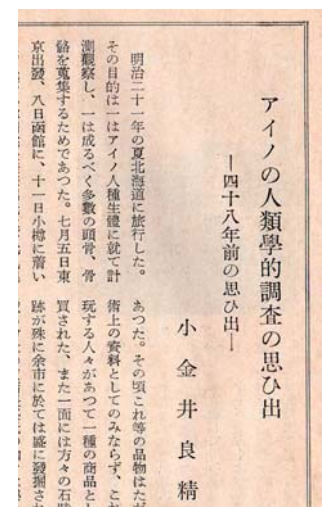 アイノの人類學的調査の思ひ出
―四十八年前の思ひ出―
小金井良精
明治二十一年の夏北海道に旅行した。
その目的は一はアイノ人種生體に就て計
測觀察し、一は成るべく多數の頭骨、骨
骼を蒐集するためであつた。七月五日東
京出發、八日函館に、十一日小樽に着い
あつた。その頃これ等の品物はただ
術上の資料としてのみならず、これ
玩する人々があつて一種の商品と
買された、また一面には方々の石
跡が殊に余市に於ては盛に發掘さ